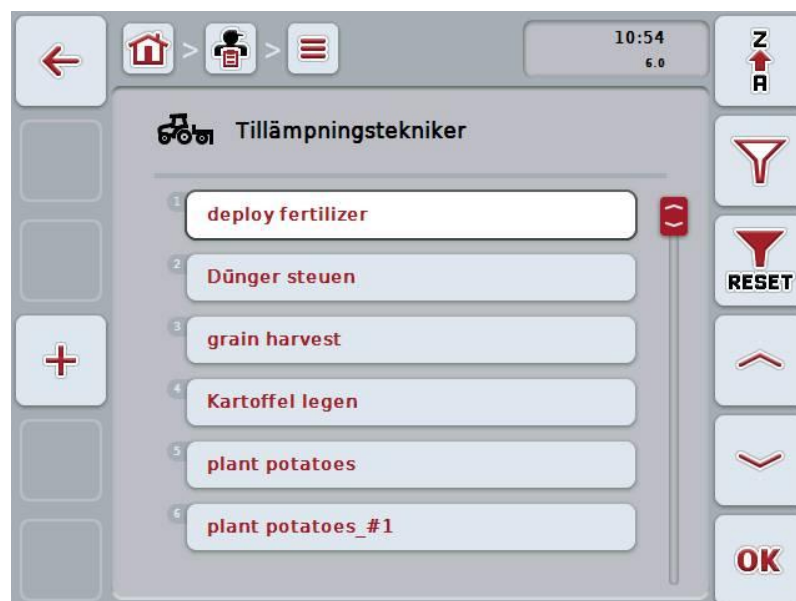 > >
10:54
6.0
Z
A
Tillämpningstekniker
1
deploy fertilizer
2
Dünger steuen
RESET
3
grain harvest
4
Kartoffel legen
5
plant potatoes
6
plant potatoes_#1
OK